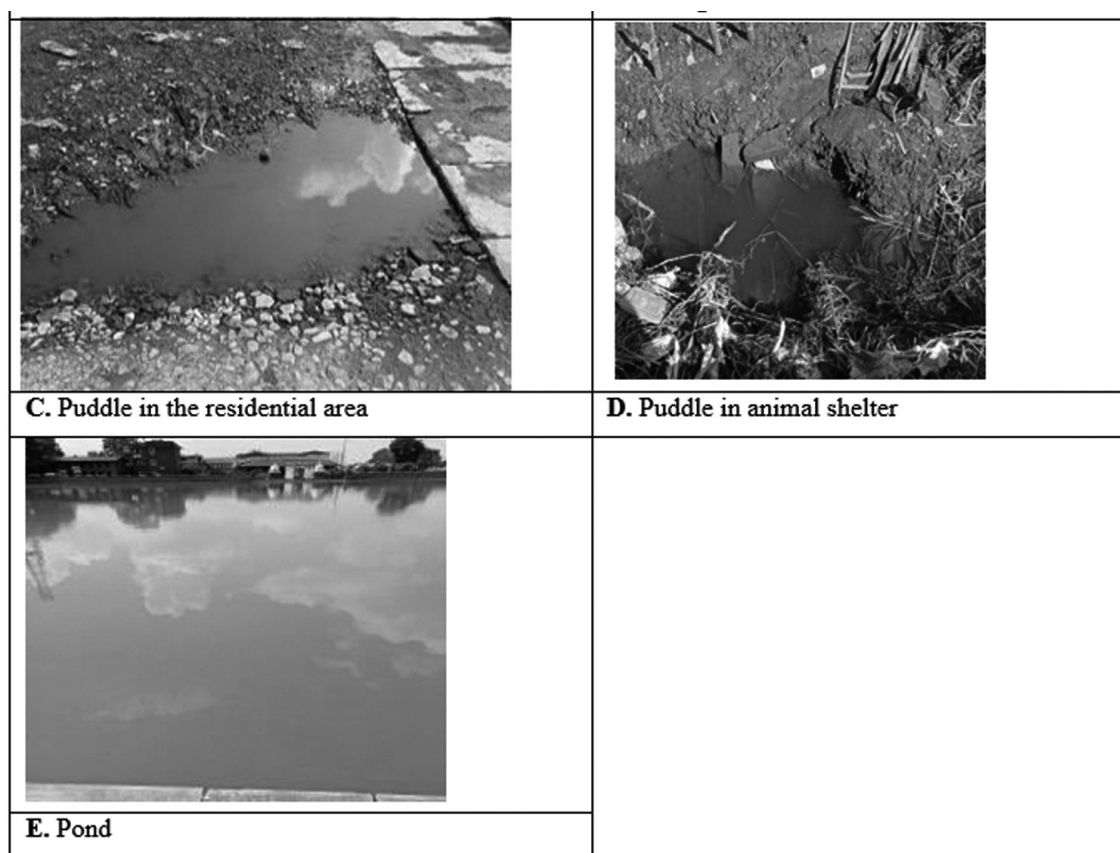 C. Puddle in the residential area
D. Puddle in animal shelter
E. Pond